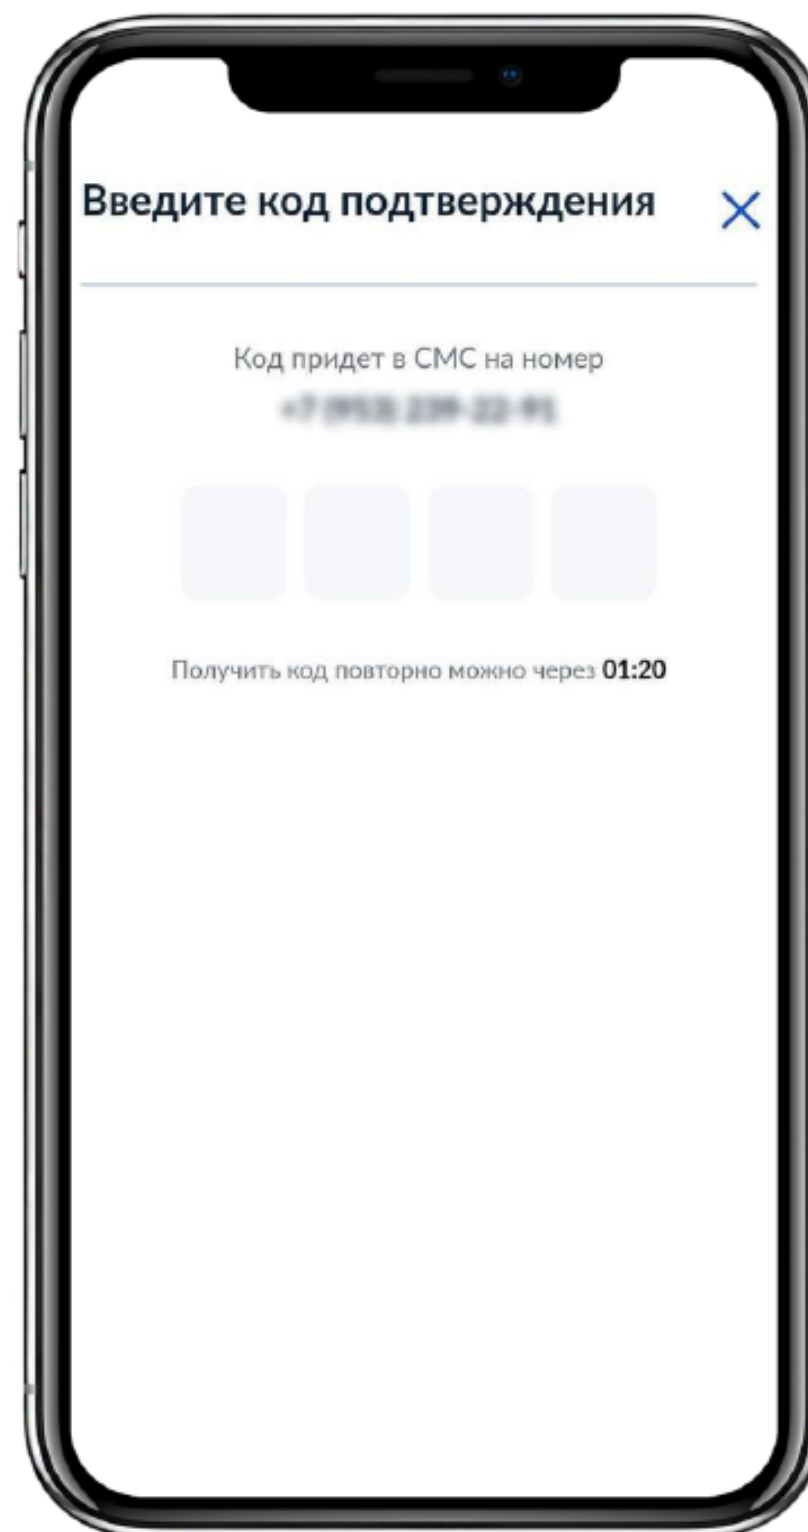 Введите код подтверждения
Код придет в СМС на номер
Получить код повторно можно через 01:20